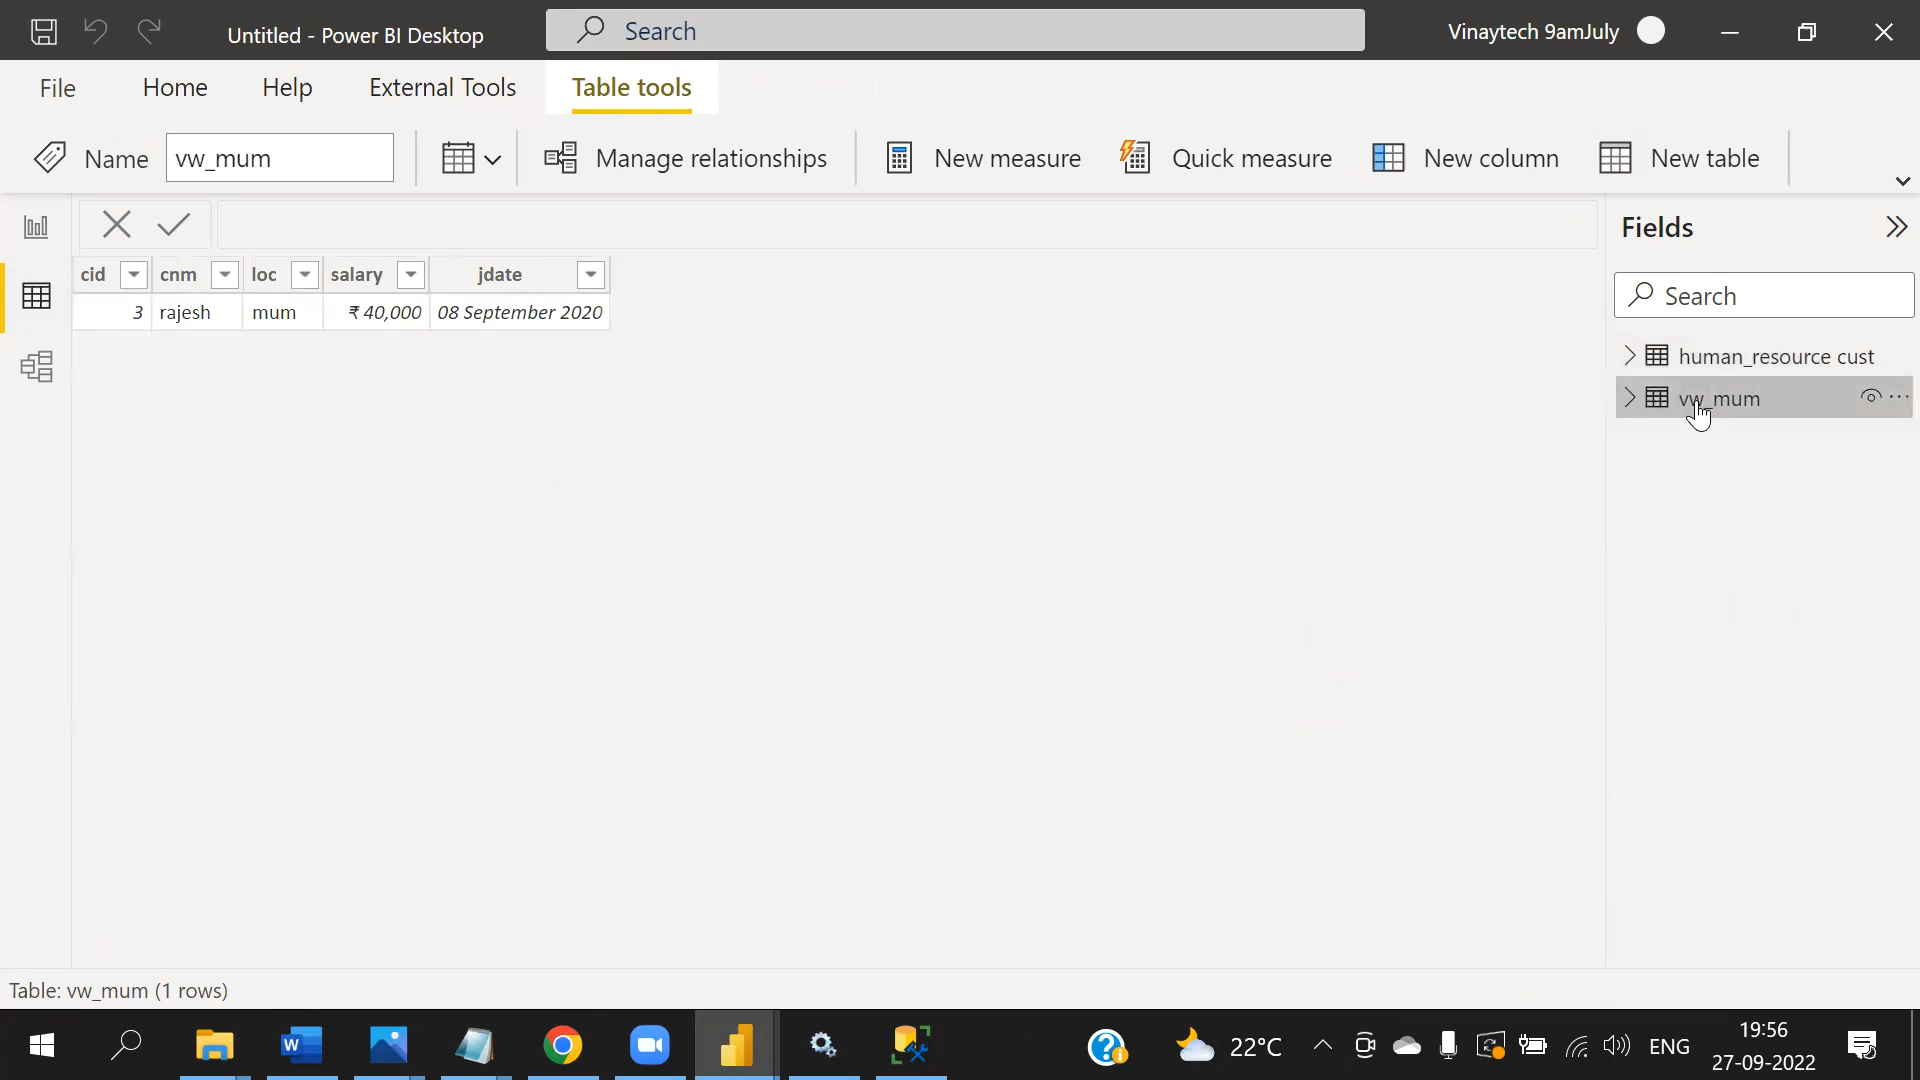 Untitled - Power BI Desktop
Search
Vinaytech 9amJuly
File Home Help External Tools Table tools
Name vw_mum Manage relationships New measure Quick measure New column New table
Fields
cid cnm loc salary jdate
3 rajesh mum ₹ 40,000 08 September 2020
Search
human_resource cust
vw_mum
Table: vw_mum (1 rows)
22°C
ENG
19:56
27-09-2022